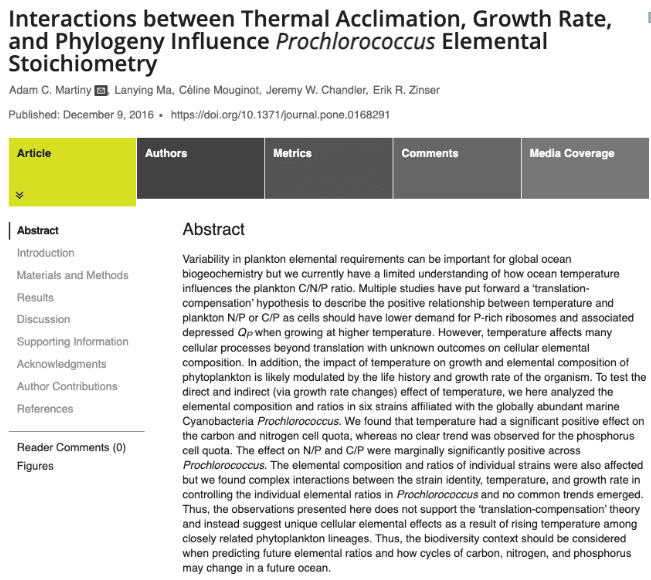 Interactions between Thermal Acclimation, Growth Rate,
and Phylogeny Influence Prochlorococcus Elemental
Stoichiometry
Adam C. Martiny, Lanying Ma, Céline Mouginot, Jeremy W. Chandler, Erik R. Zinser
Published: December 9, 2016 • https://doi.org/10.1371/journal.pone.0168291
Article
Authors
Metrics
Comments
Media Coverage
Abstract
Introduction
Materials and Methods
Results
Discussion
Supporting Information
Acknowledgments
Author Contributions
References
Reader Comments (0)
Figures
Abstract
Variability in plankton elemental requirements can be important for global ocean
biogeochemistry but we currently have a limited understanding of how ocean temperature
influences the plankton C/N/P ratio. Multiple studies have put forward a ‘translation-
compensation’ hypothesis to describe the positive relationship between temperature and
plankton N/P or C/P as cells should have lower demand for P-rich ribosomes and associated
depressed QP when growing at higher temperature. However, temperature affects many
cellular processes beyond translation with unknown outcomes on cellular elemental
composition. In addition, the impact of temperature on growth and elemental composition of
phytoplankton is likely modulated by the life history and growth rate of the organism. To test the
direct and indirect (via growth rate changes) effect of temperature, we here analyzed the
elemental composition and ratios in six strains affiliated with the globally abundant marine
Cyanobacteria Prochlorococcus. We found that temperature had a significant positive effect on
the carbon and nitrogen cell quota, whereas no clear trend was observed for the phosphorus
cell quota. The effect on N/P and C/P were marginally significantly positive across
Prochlorococcus. The elemental composition and ratios of individual strains were also affected
but we found complex interactions between the strain identity, temperature, and growth rate in
controlling the individual elemental ratios in Prochlorococcus and no common trends emerged.
Thus, the observations presented here does not support the ‘translation-compensation’ theory
and instead suggest unique cellular elemental effects as a result of rising temperature among
closely related phytoplankton lineages. Thus, the biodiversity context should be considered
when predicting future elemental ratios and how cycles of carbon, nitrogen, and phosphorus
may change in a future ocean.